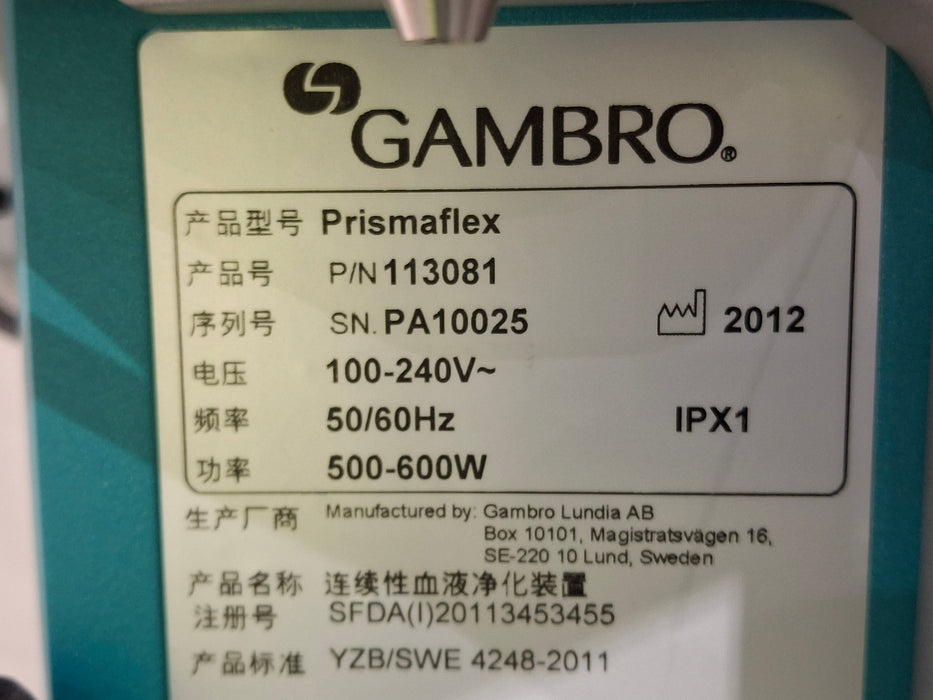 GAMBRO®
产品型号 Prismaflex
产品号 P/N 113081
序列号 SN. PA10025 2012
电压 100-240V~
频率 50/60Hz IPX1
功率 500-600W
生产厂商 Manufactured by: Gambro Lundia AB
Box 10101, Magistratsvägen 16,
SE-220 10 Lund, Sweden
产品名称 连续性血液净化装置
注册号 SFDA(I)20113453455
产品标准 YZB/SWE 4248-2011